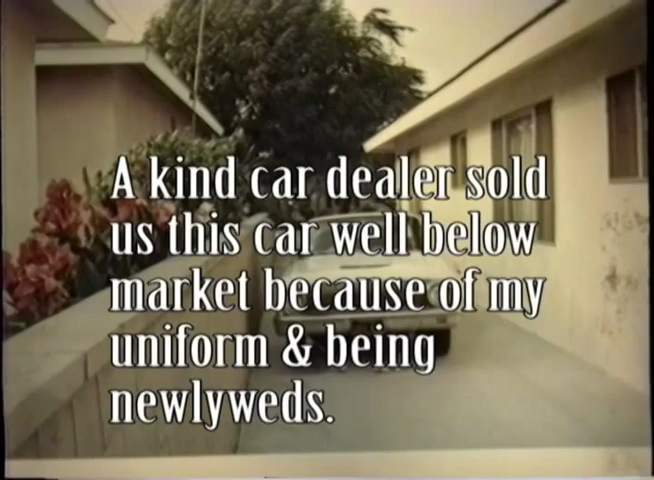 A kind car dealer sold
us this car well below
market because of my
uniform & being
newlyweds.